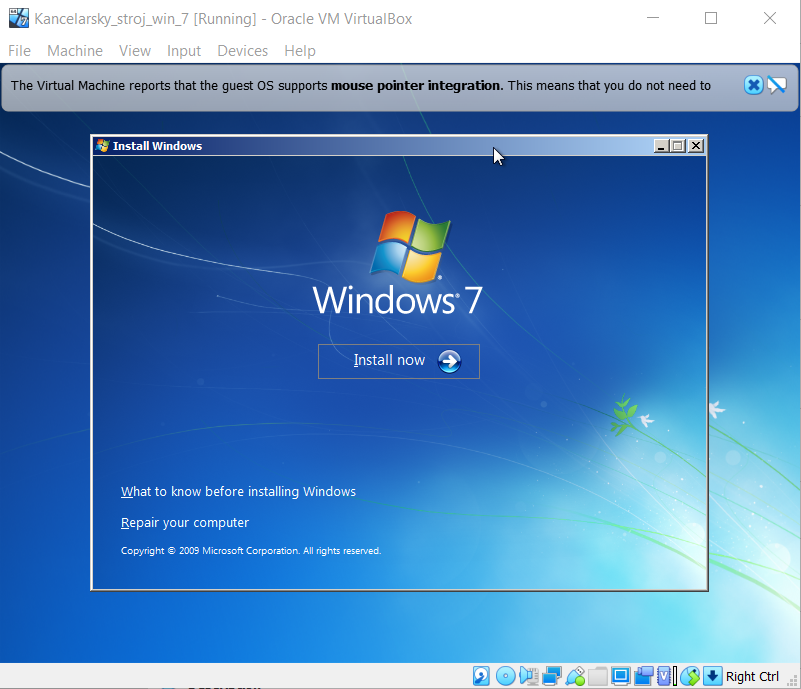 Kancelarsky_stroj_win_7 [Running] - Oracle VM VirtualBox
File Machine View Input Devices Help
The Virtual Machine reports that the guest OS supports mouse pointer integration. This means that you do not need to
Install Windows
Windows® 7
Install now
What to know before installing Windows
Repair your computer
Copyright © 2009 Microsoft Corporation. All rights reserved.
Right Ctrl